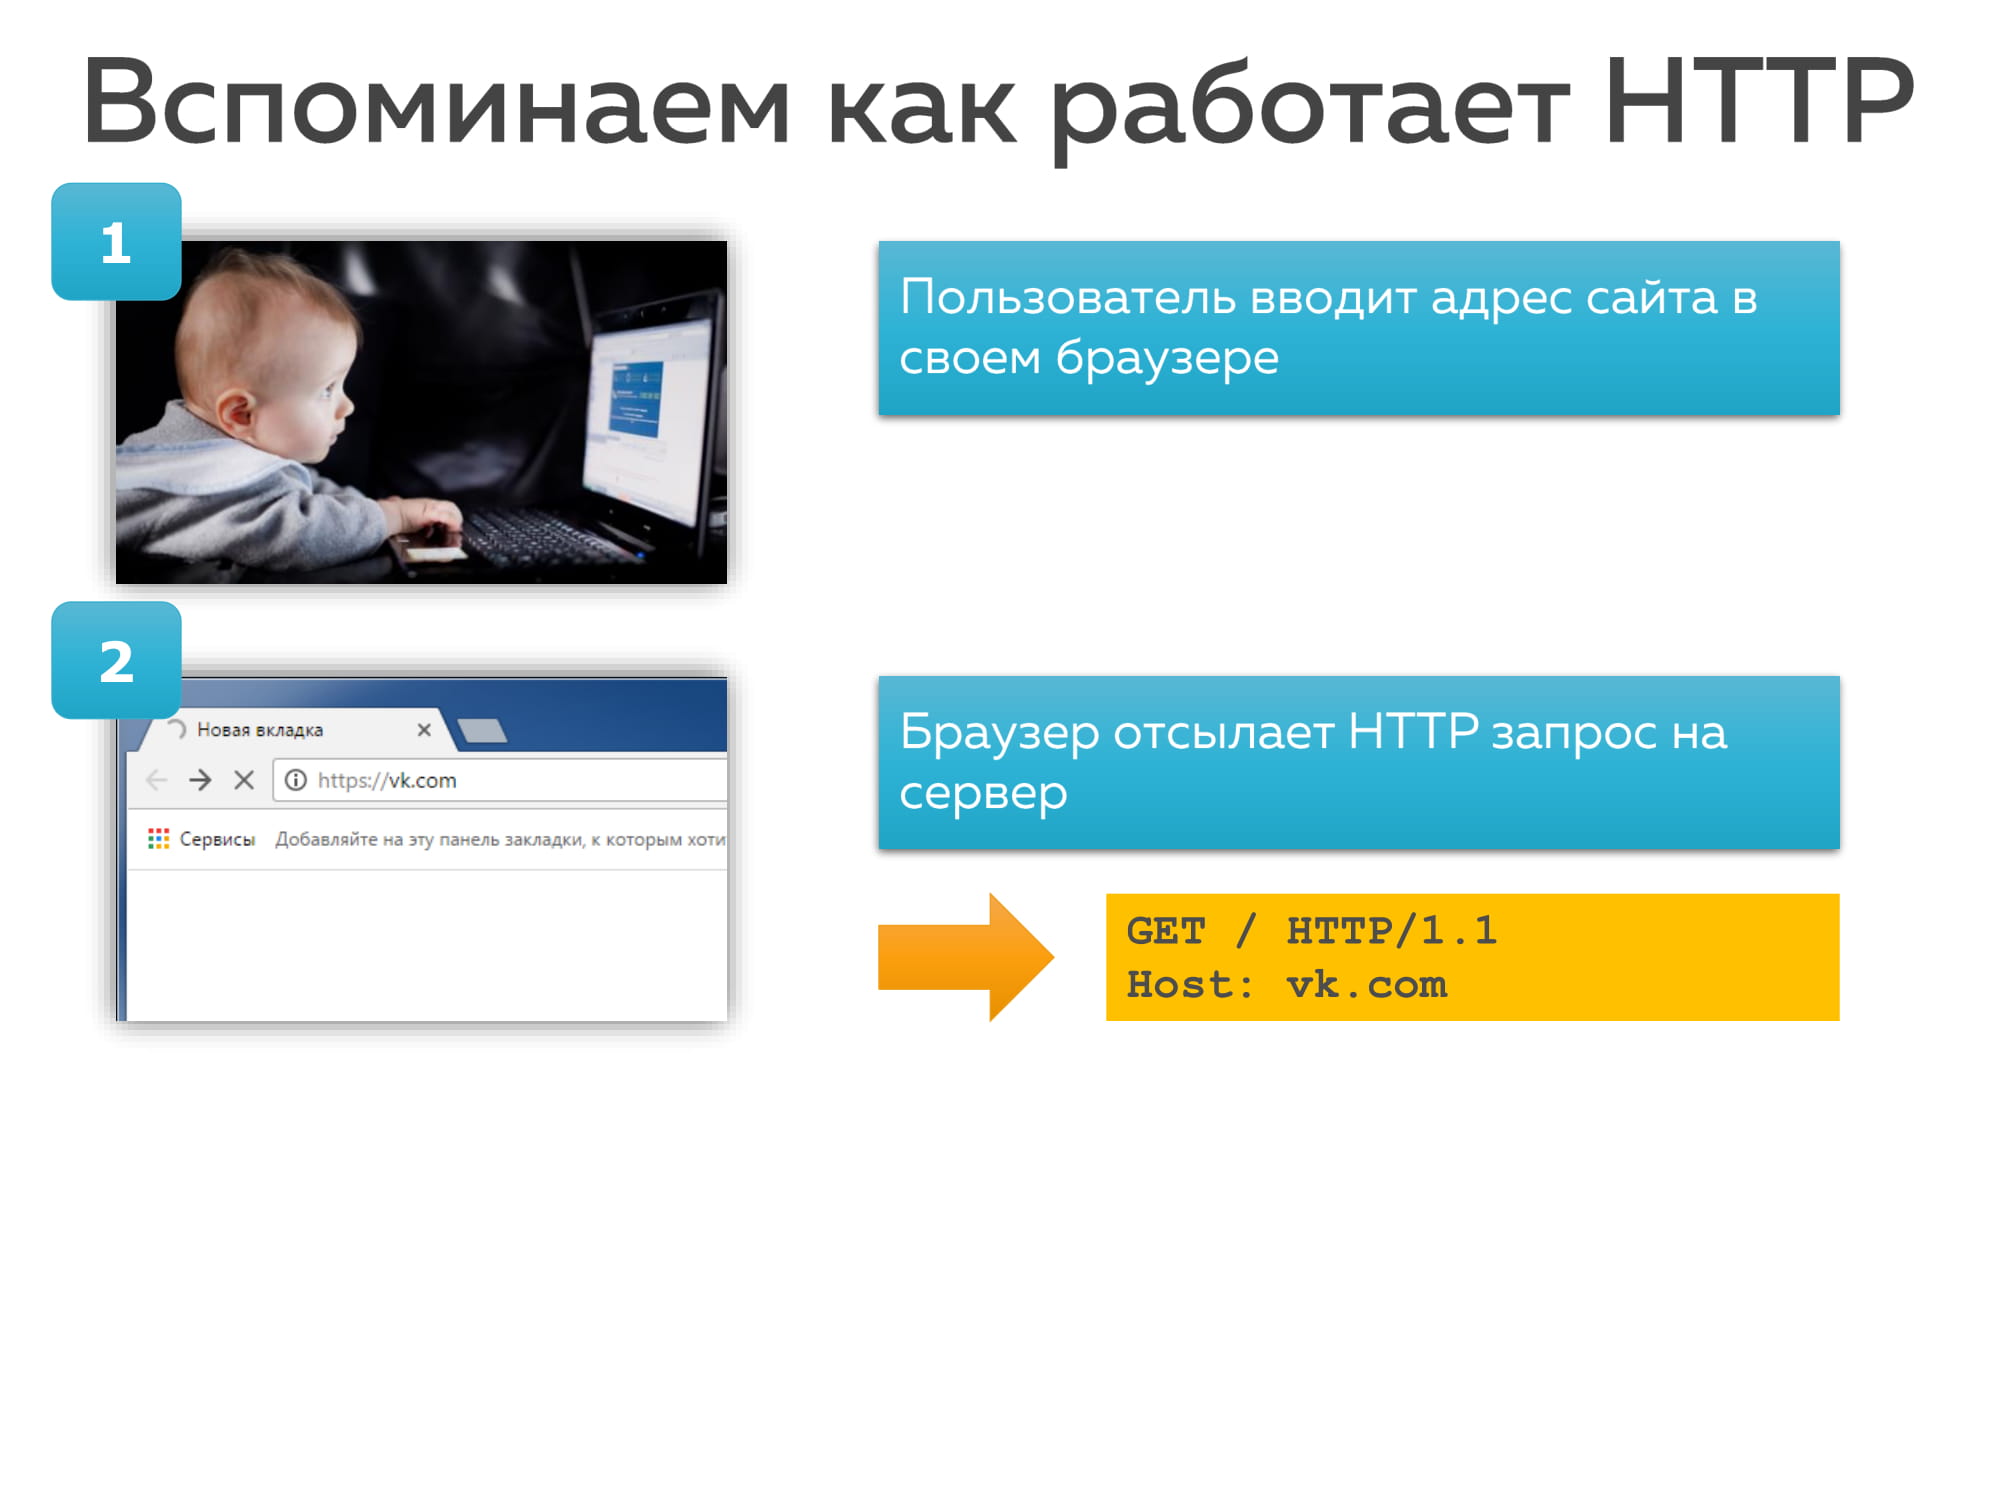 Вспоминаем как работает HTTP
1
Пользователь вводит адрес сайта в
своем браузере
2
Новая вкладка
https://vk.com
Сервисы Добавляйте на эту панель закладки, к которым хоти
Браузер отсылает HTTP запрос на
сервер
GET / HTTP/1.1
Host: vk.com